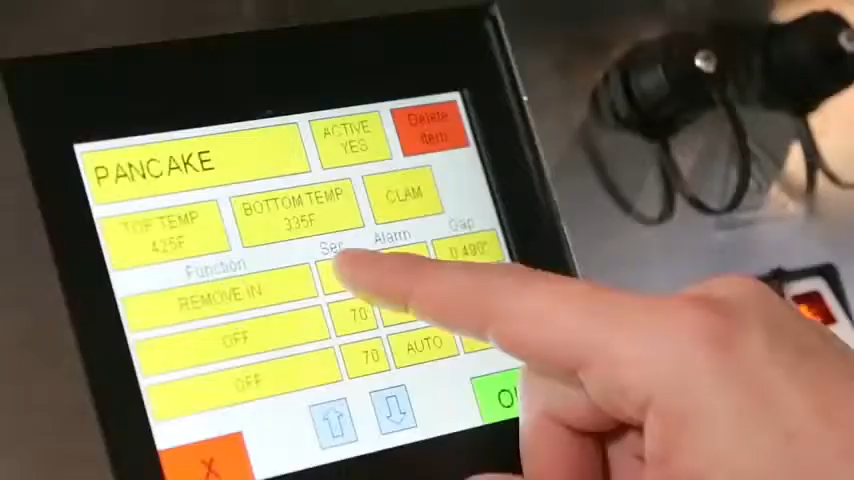 PANCAKE
ACTIVE
YES
Delete
Item
TOP TEMP
425F
BOTTOM TEMP
335F
CLAM
Function
Alarm
Gap
REMOVE IN
0.490"
OFF
70
OFF
70
AUTO
X